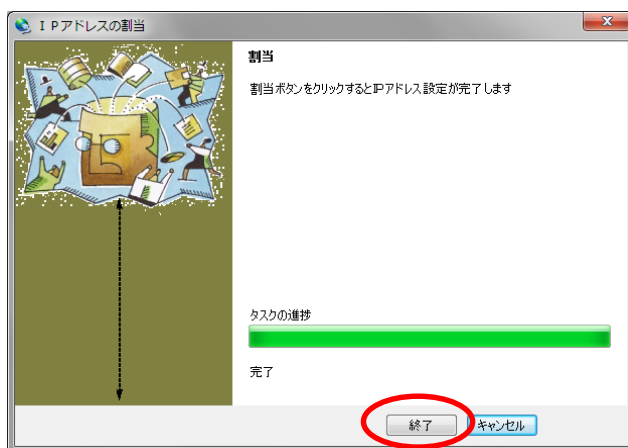 ＩＰアドレスの割当
割当
割当ボタンをクリックするとIPアドレス設定が完了します
タスクの進捗
完了
終了
キャンセル